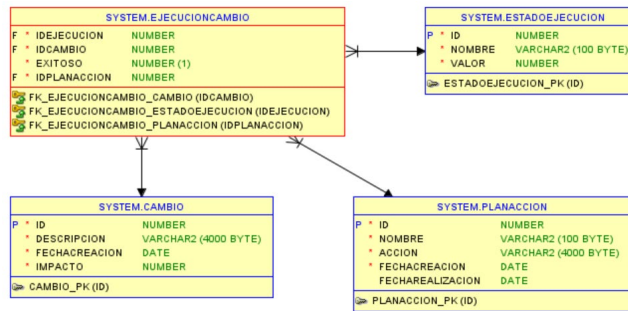 SYSTEM.EJECUCIONCAMBIO
F * IDEJECUCION NUMBER
F * IDCAMBIO NUMBER
* EXITOSO NUMBER (1)
F * IDPLANACCION NUMBER
FK_EJECUCIONCAMBIO_CAMBIO (IDCAMBIO)
FK_EJECUCIONCAMBIO_ESTADOEJECUCION (IDEJECUCION)
FK_EJECUCIONCAMBIO_PLANACCION (IDPLANACCION)
SYSTEM.ESTADOEJECUCION
P * ID NUMBER
* NOMBRE VARCHAR2 (100 BYTE)
* VALOR NUMBER
ESTADOEJECUCION_PK (ID)
SYSTEM.CAMBIO
P * ID NUMBER
* DESCRIPCION VARCHAR2 (4000 BYTE)
* FECHACREACION DATE
* IMPACTO NUMBER
CAMBIO_PK (ID)
SYSTEM.PLANACCION
P * ID NUMBER
* NOMBRE VARCHAR2 (100 BYTE)
* ACCION VARCHAR2 (4000 BYTE)
* FECHACREACION DATE
FECHAREALIZACION DATE
PLANACCION_PK (ID)